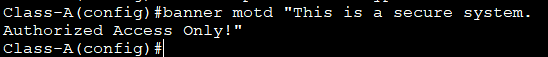 Class-A(config)#banner motd "This is a secure system.
Authorized Access Only!"
Class-A(config)#